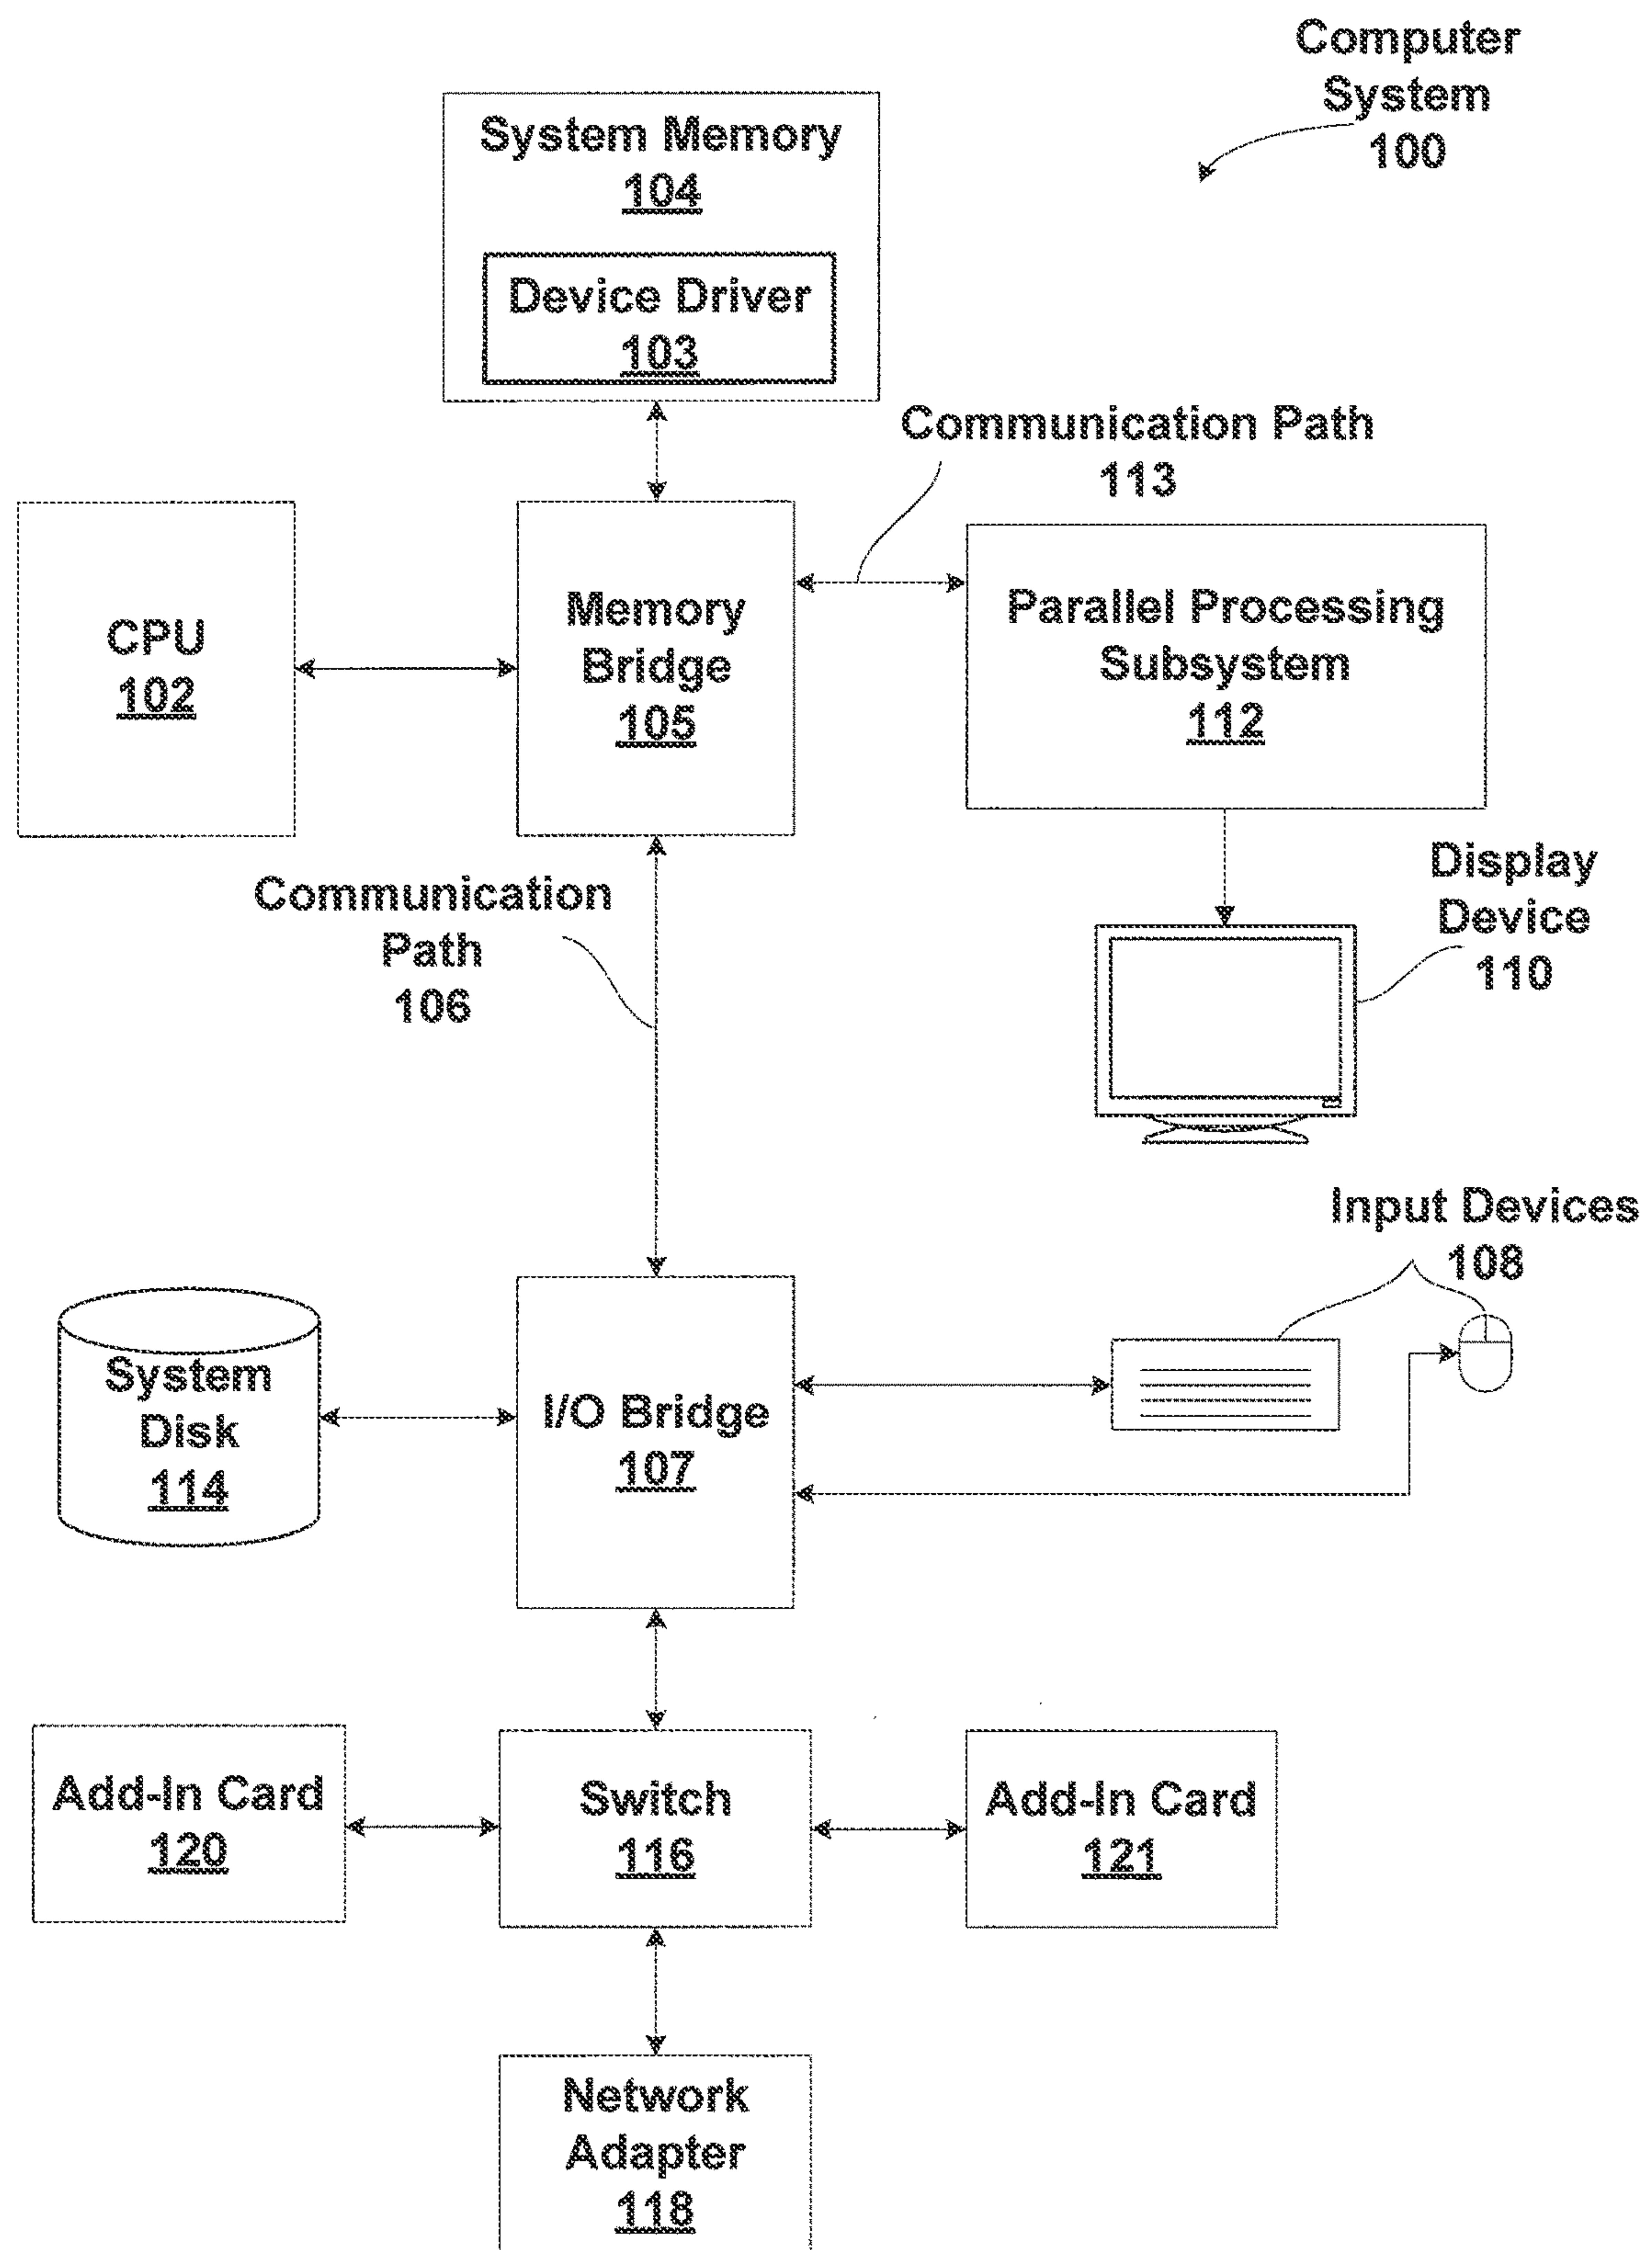 Computer
System
100
System Memory
104
Device Driver
103
Communication Path
113
CPU
102
Memory
Bridge
105
Parallel Processing
Subsystem
112
Communication
Path
106
Display
Device
110
Input Devices
108
System
Disk
114
I/O Bridge
107
Add-In Card
120
Switch
116
Add-In Card
121
Network
Adapter
118